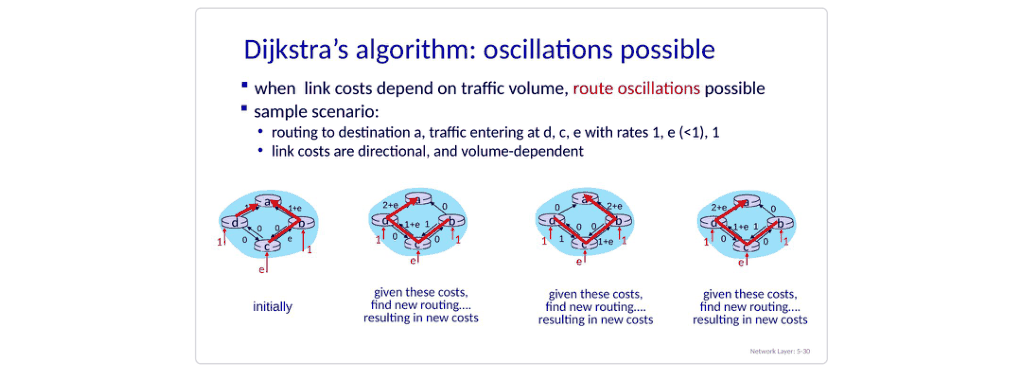 Dijkstra's algorithm: oscillations possible
when link costs depend on traffic volume, route oscillations possible
sample scenario:
routing to destination a, traffic entering at d, c, e with rates 1, e (<1), 1
link costs are directional, and volume-dependent
a
1 1+e
d b
0 0
0 e
c
1 1
e
initially
a
2+e 0
d b
1+e 1
0 0
c
1 1
e
given these costs,
find new routing....
resulting in new costs
a
0 2+e
d b
0 0
1 1+e
c
1 1
e
given these costs,
find new routing....
resulting in new costs
a
2+e 0
d b
1+e 1
0 0
c
1 1
e
given these costs,
find new routing....
resulting in new costs
Network Layer: 5-30